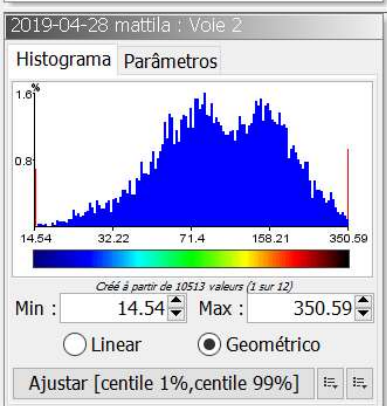 2019-04-28 mattila : Voie 2
Histograma Parâmetros
%
1.6
0.8
14.54 32.22 71.4 158.21 350.59
Créé à partir de 10513 valeurs (1 sur 12)
Min : 14.54 Max : 350.59
Linear Geométrico
Ajustar [centile 1%,centile 99%]